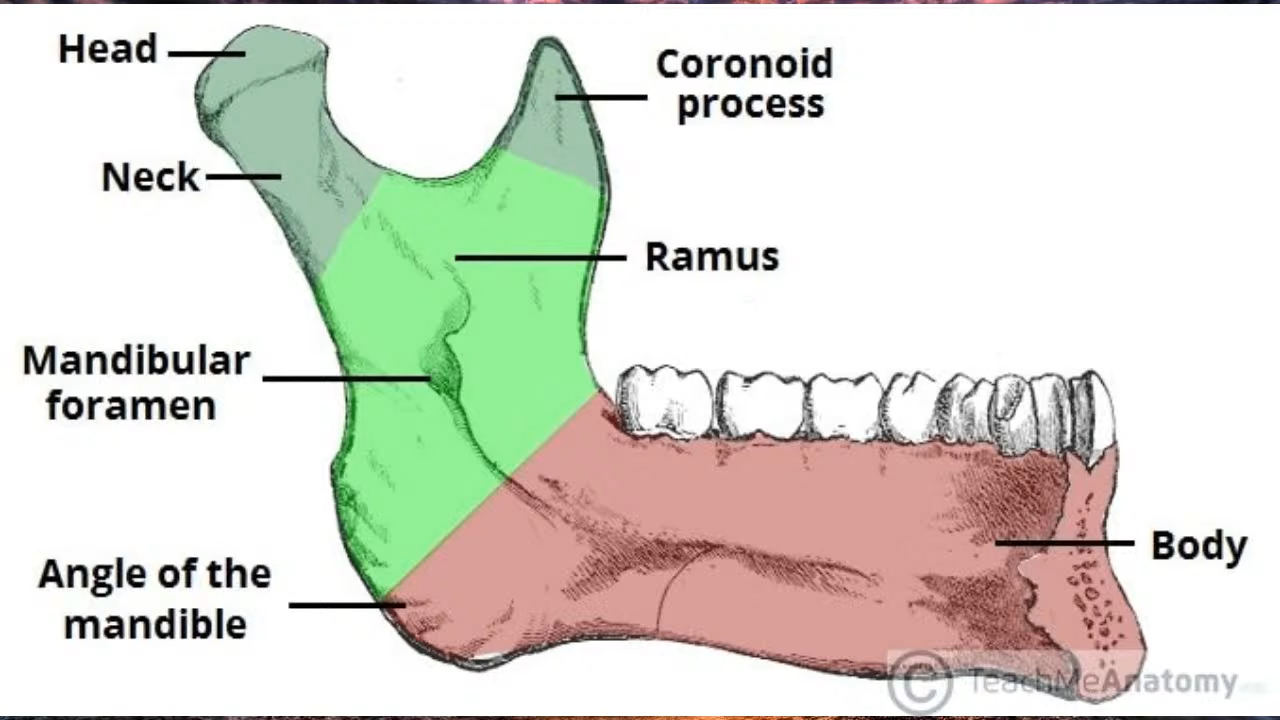 Head
Coronoid
process
Neck
Ramus
Mandibular
foramen
Angle of the
mandible
Body
© TeachMeAnatomy